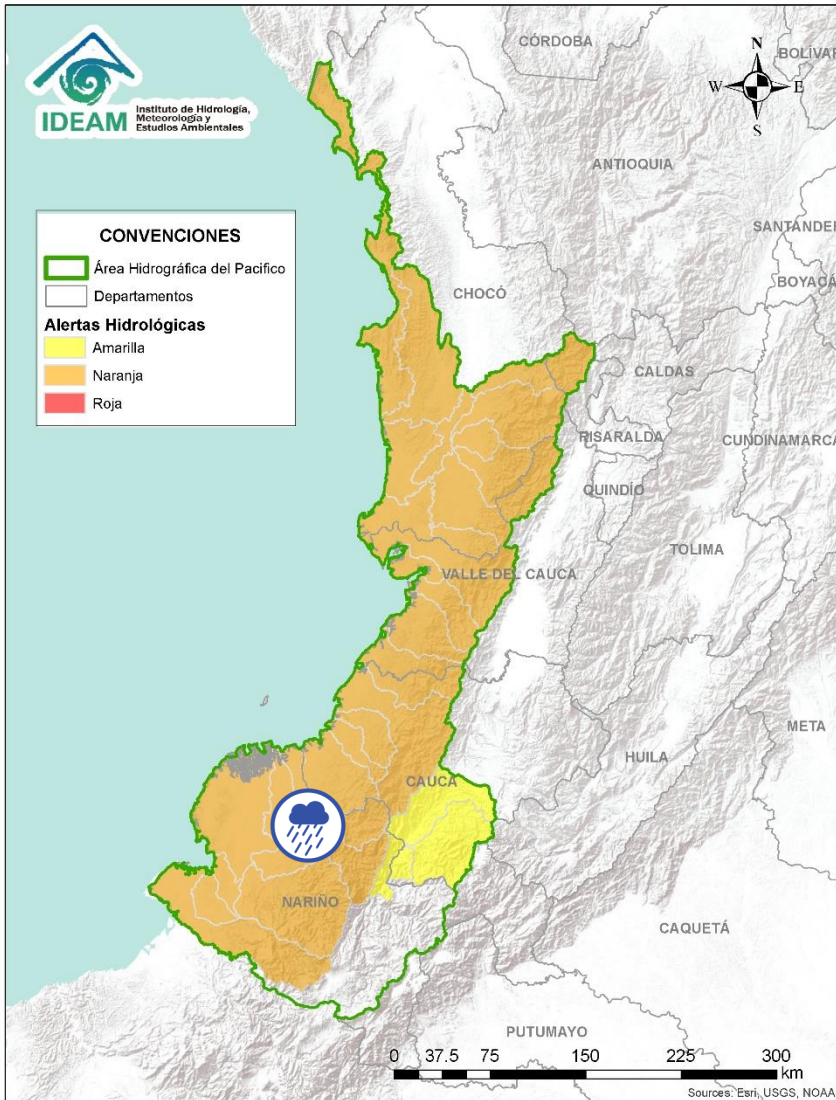 IDEAM
Instituto de Hidrología,
Meteorología y
Estudios Ambientales
CÓRDOBA
BOLÍVAR
N
W
E
S
ANTIOQUIA
SANTANDER
BOYACÁ
CONVENCIONES
Área Hidrográfica del Pacifico
Departamentos
Alertas Hidrológicas
Amarilla
Naranja
Roja
CHOCÓ
CALDAS
RISARALDA
CUNDINAMARCA
QUINDÍO
TOLIMA
VALLE DEL CAUCA
META
HUILA
CAUCA
NARIÑO
CAQUETÁ
PUTUMAYO
0 37.5 75 150 225 300
km
Sources: Esri, USGS, NOAA